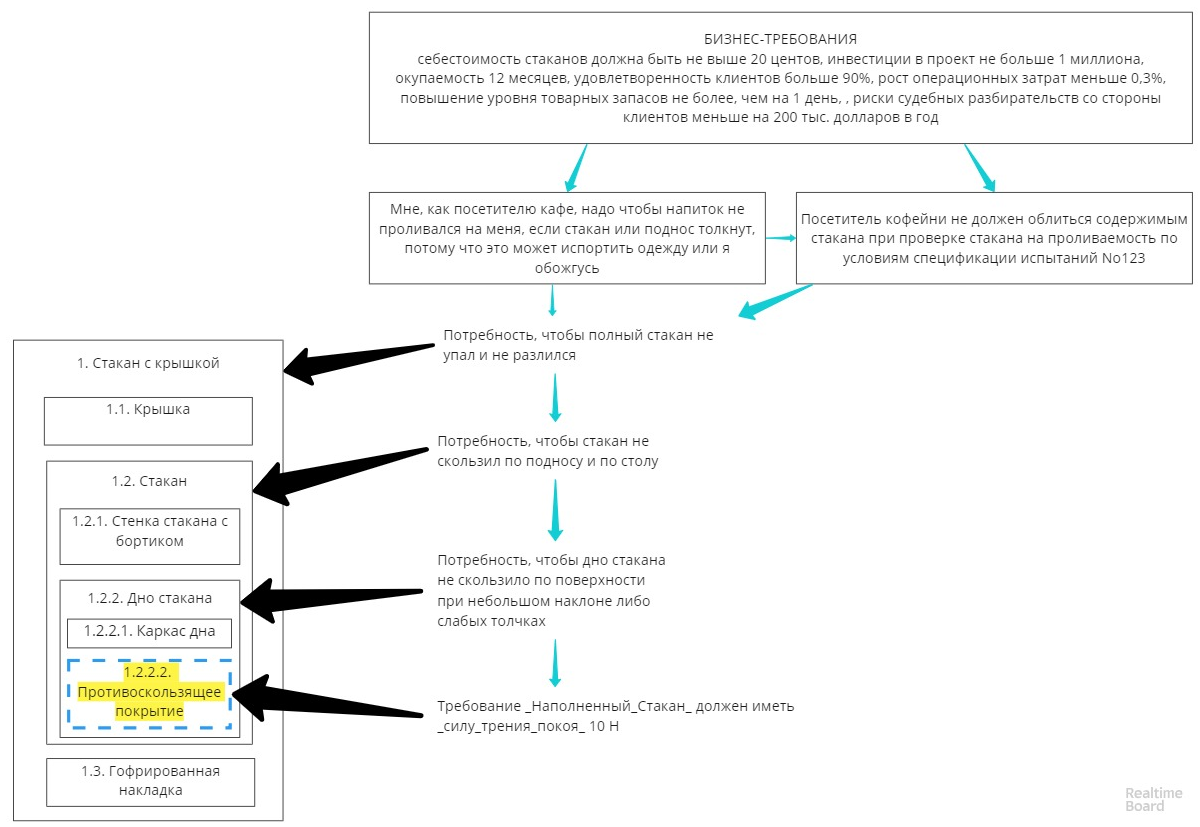 БИЗНЕС-ТРЕБОВАНИЯ
себестоимость стаканов должна быть не выше 20 центов, инвестиции в проект не больше 1 миллиона,
окупаемость 12 месяцев, удовлетворенность клиентов больше 90%, рост операционных затрат меньше 0,3%,
повышение уровня товарных запасов не более, чем на 1 день, , риски судебных разбирательств со стороны
клиентов меньше на 200 тыс. долларов в год
Мне, как посетителю кафе, надо чтобы напиток не
проливался на меня, если стакан или поднос толкнут,
потому что это может испортить одежду или я
обожгусь
Посетитель кофейни не должен облиться содержимым
стакана при проверке стакана на проливаемость по
условиям спецификации испытаний No123
Потребность, чтобы полный стакан не
упал и не разлился
1. Стакан с крышкой
1.1. Крышка
Потребность, чтобы стакан не
скользил по подносу и по столу
1.2. Стакан
1.2.1. Стенка стакана с
бортиком
Потребность, чтобы дно стакана
не скользило по поверхности
при небольшом наклоне либо
слабых толчках
1.2.2. Дно стакана
1.2.2.1. Каркас дна
1.2.2.2.
Противоскользящее
покрытие
Требование _Наполненный_Стакан_ должен иметь
_силу_трения_покоя_ 10 Н
1.3. Гофрированная
накладка
Realtime
Board